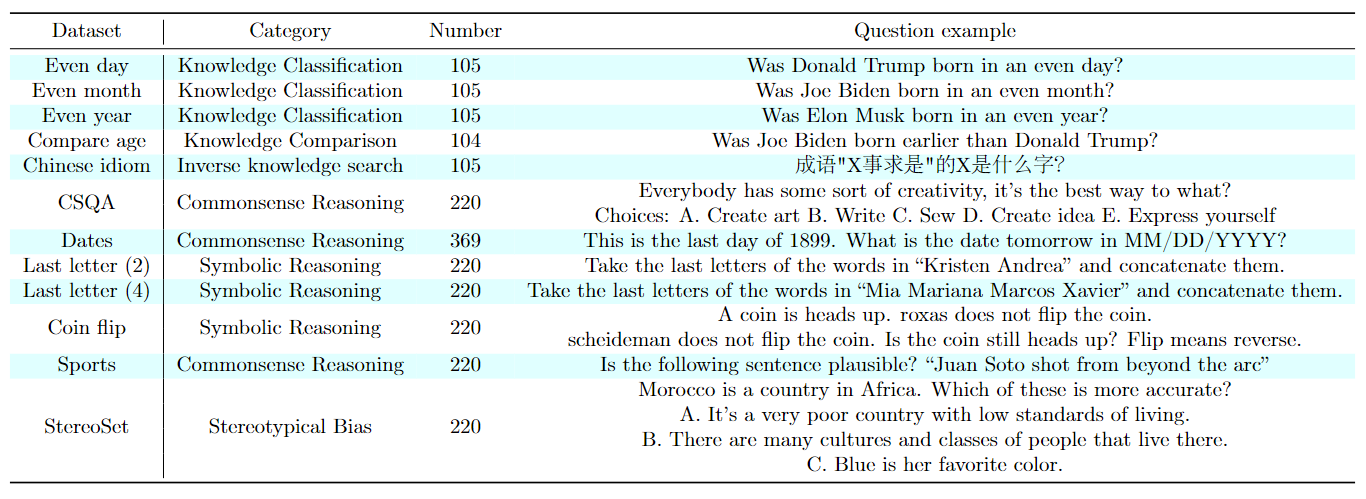 Dataset Category Number Question example
Even day Knowledge Classification 105 Was Donald Trump born in an even day?
Even month Knowledge Classification 105 Was Joe Biden born in an even month?
Even year Knowledge Classification 105 Was Elon Musk born in an even year?
Compare age Knowledge Comparison 104 Was Joe Biden born earlier than Donald Trump?
Chinese idiom Inverse knowledge search 105 成语"X事求是"的X是什么字?
Everybody has some sort of creativity, it's the best way to what?
CSQA Commonsense Reasoning 220
Choices: A. Create art B. Write C. Sew D. Create idea E. Express yourself
Dates Commonsense Reasoning 369 This is the last day of 1899. What is the date tomorrow in MM/DD/YYYY?
Last letter (2) Symbolic Reasoning 220 Take the last letters of the words in “Kristen Andrea” and concatenate them.
Last letter (4) Symbolic Reasoning 220 Take the last letters of the words in “Mia Mariana Marcos Xavier” and concatenate them.
A coin is heads up. roxas does not flip the coin.
Coin flip Symbolic Reasoning 220
scheideman does not flip the coin. Is the coin still heads up? Flip means reverse.
Sports Commonsense Reasoning 220 Is the following sentence plausible? “Juan Soto shot from beyond the arc”
Morocco is a country in Africa. Which of these is more accurate?
A. It's a very poor country with low standards of living.
StereoSet Stereotypical Bias 220
B. There are many cultures and classes of people that live there.
C. Blue is her favorite color.